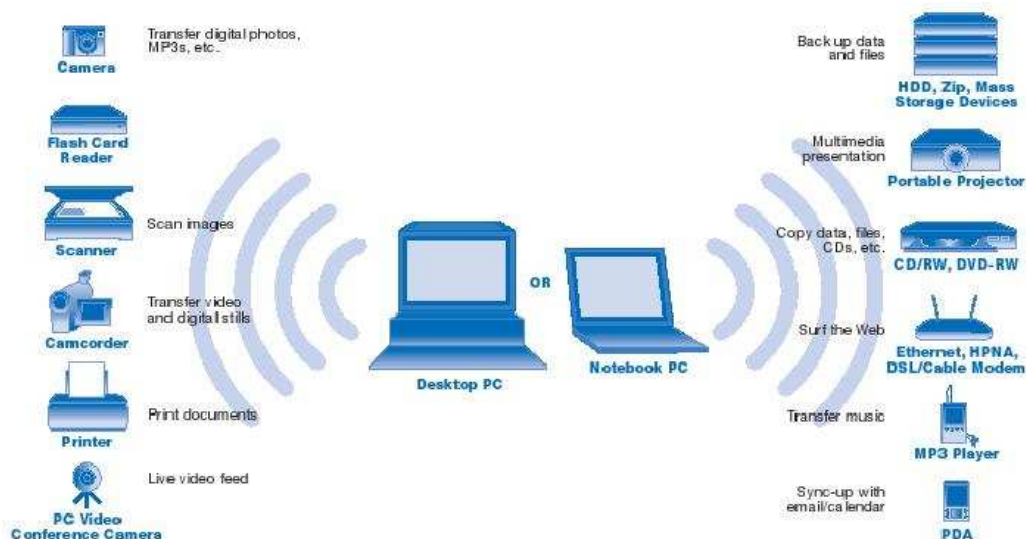 Transfer digital photos,
MP3s, etc.
Camera
Flash Card
Reader
Scan images
Scanner
Transfer video
and digitall stills
Camcorder
Print documents
Printer
Live video feed
PC Video
Conference Camera
Desktop PC
OR
Notebook PC
Back up data
and files
HDD, Zip, Mass
Storage Devices
Multimedia
presentation
Portable Projector
Copy data, files,
CDs, etc.
CD/RW, DVD-RW
Surf the Web
Ethernet, HPNA,
DSL/Cable Modem
Transfer music
MP3 Player
Sync-up with
email/calendar
PDA